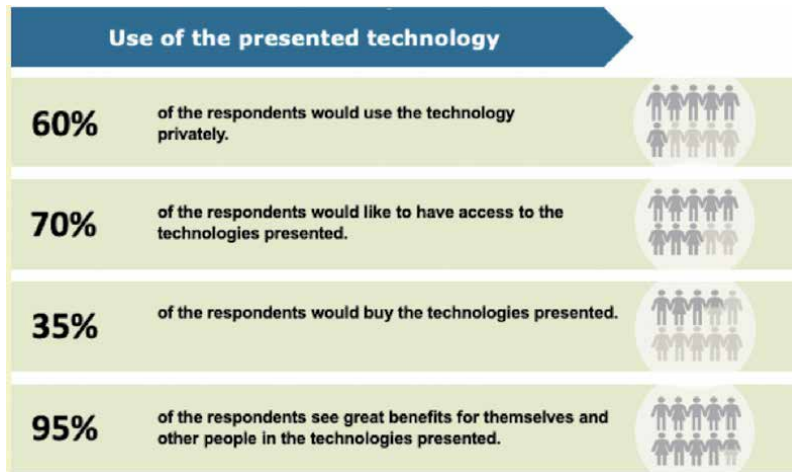 Use of the presented technology
60%
of the respondents would use the technology
privately.
70%
of the respondents would like to have access to the
technologies presented.
35%
of the respondents would buy the technologies presented.
95%
of the respondents see great benefits for themselves and
other people in the technologies presented.